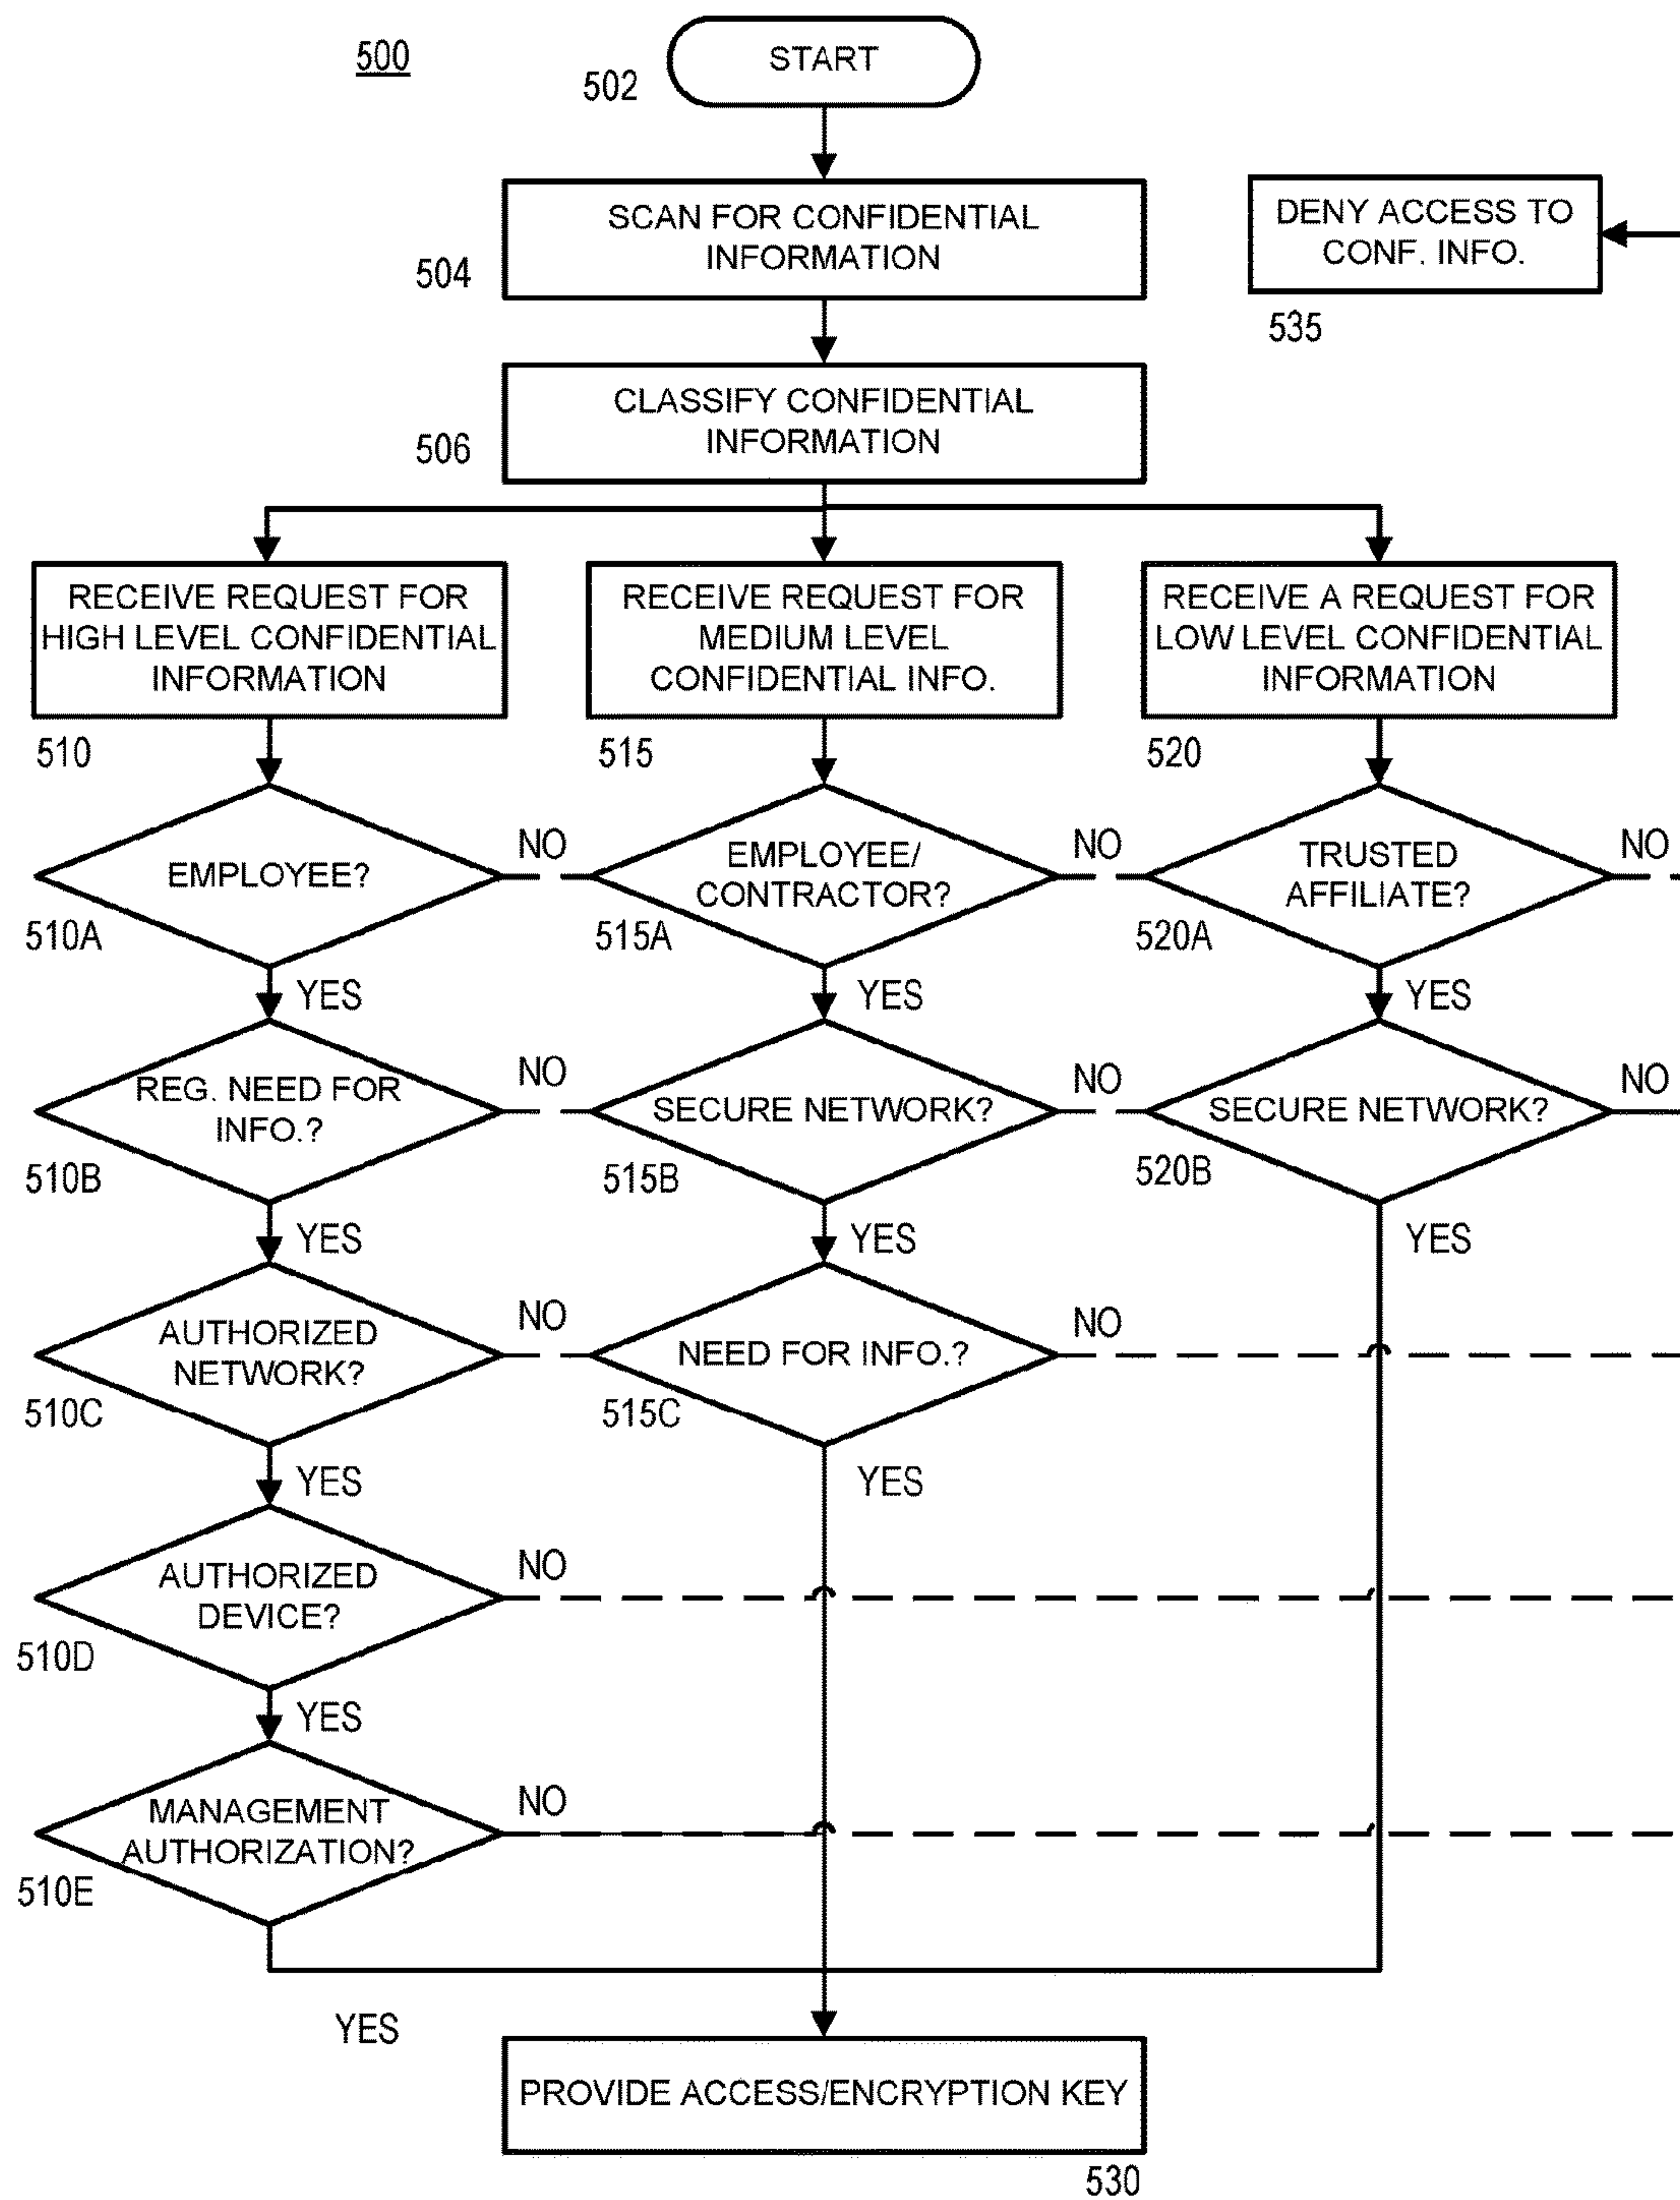 500
START
502
SCAN FOR CONFIDENTIAL
INFORMATION
504
DENY ACCESS TO
CONF. INFO.
535
CLASSIFY CONFIDENTIAL
INFORMATION
506
RECEIVE REQUEST FOR
HIGH LEVEL CONFIDENTIAL
INFORMATION
510
RECEIVE REQUEST FOR
MEDIUM LEVEL
CONFIDENTIAL INFO.
515
RECEIVE A REQUEST FOR
LOW LEVEL CONFIDENTIAL
INFORMATION
520
EMPLOYEE?
NO
510A
YES
EMPLOYEE/
CONTRACTOR?
NO
515A
YES
TRUSTED
AFFILIATE?
NO
520A
YES
REG. NEED FOR
INFO.?
NO
510B
YES
SECURE NETWORK?
NO
515B
YES
SECURE NETWORK?
NO
520B
YES
AUTHORIZED
NETWORK?
NO
510C
YES
NEED FOR INFO.?
NO
515C
YES
AUTHORIZED
DEVICE?
NO
510D
YES
MANAGEMENT
AUTHORIZATION?
NO
510E
YES
PROVIDE ACCESS/ENCRYPTION KEY
530